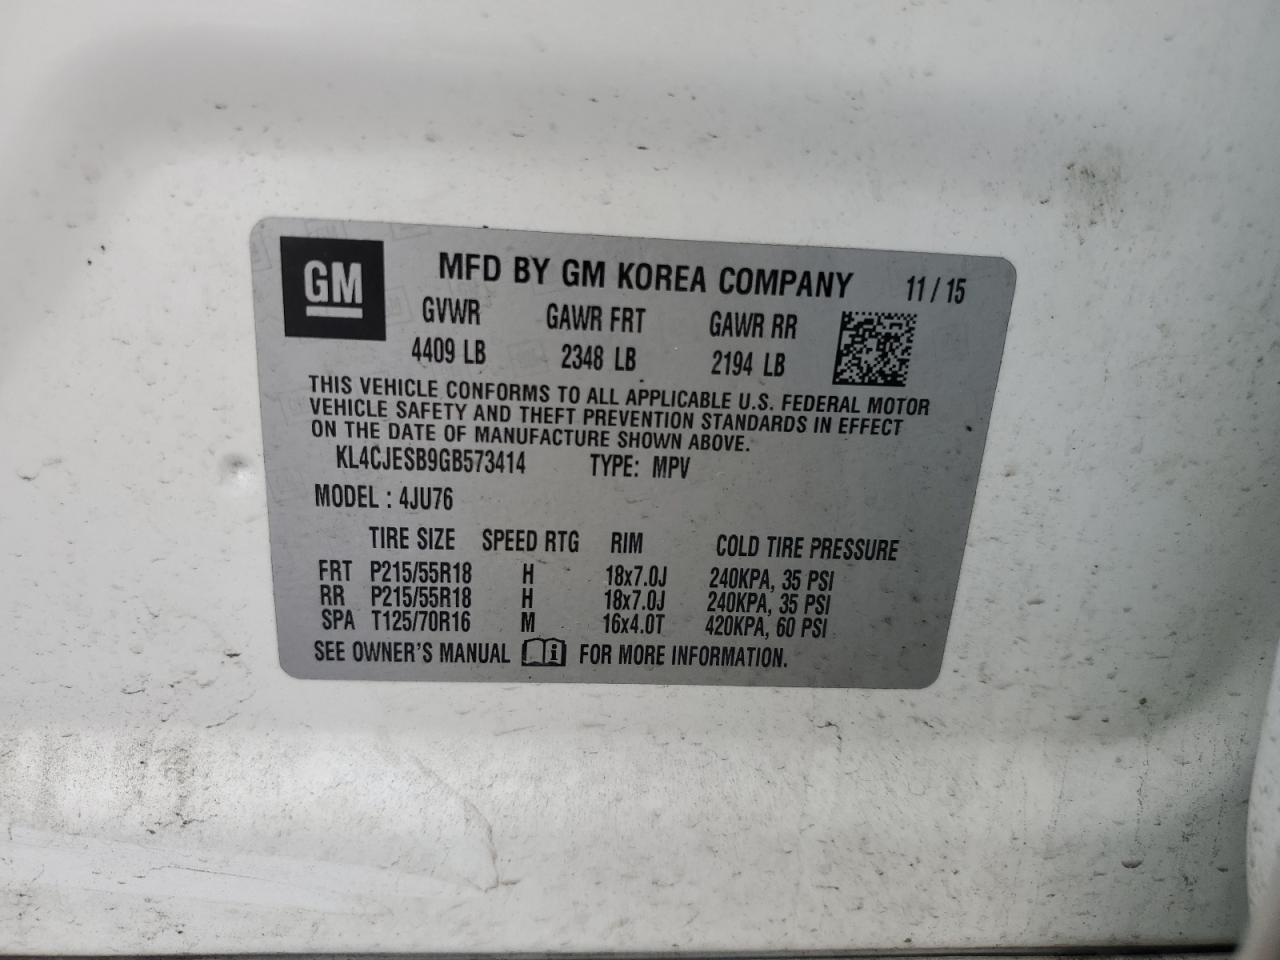 GM
MFD BY GM KOREA COMPANY 11/15
GVWR GAWR FRT GAWR RR
4409 LB 2348 LB 2194 LB
THIS VEHICLE CONFORMS TO ALL APPLICABLE U.S. FEDERAL MOTOR
VEHICLE SAFETY AND THEFT PREVENTION STANDARDS IN EFFECT
ON THE DATE OF MANUFACTURE SHOWN ABOVE.
KL4CJESB9GB573414 TYPE: MPV
MODEL : 4JU76
TIRE SIZE SPEED RTG RIM COLD TIRE PRESSURE
FRT P215/55R18 H 18x7.0J 240KPA, 35 PSI
RR P215/55R18 H 18x7.0J 240KPA, 35 PSI
SPA T125/70R16 M 16x4.0T 420KPA, 60 PSI
SEE OWNER'S MANUAL i FOR MORE INFORMATION.